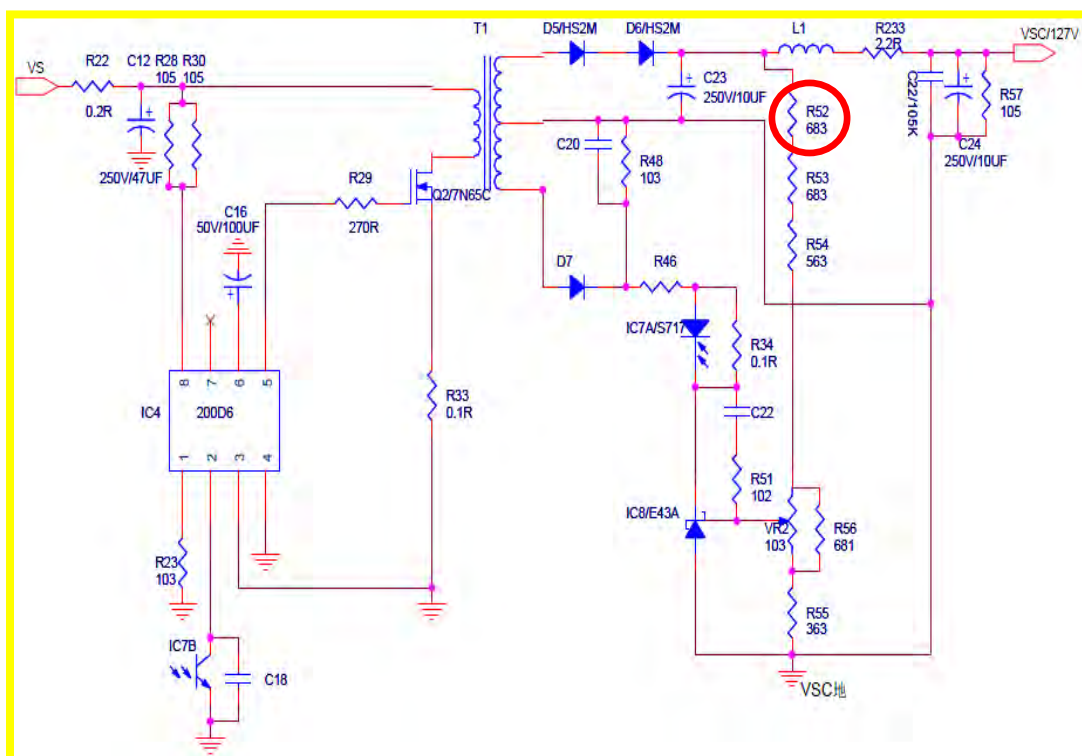 T1
D5/HS2M
D6/HS2M
L1
R233
2.2R
VSC/127V
VS
R22
0.2R
C12
R28
105
R30
105
250V/47UF
C23
250V/10UF
R52
683
C22/105K
R57
105
C24
250V/10UF
C20
R48
103
R53
683
R29
270R
Q2/7N65C
C16
50V/100UF
R54
563
D7
R46
IC7A/S717
R34
0.1R
8
7
6
5
IC4
200D6
1
2
3
4
R33
0.1R
C22
R51
102
IC8/E43A
VR2
103
R56
681
R23
103
R55
363
IC7B
C18
VSC地